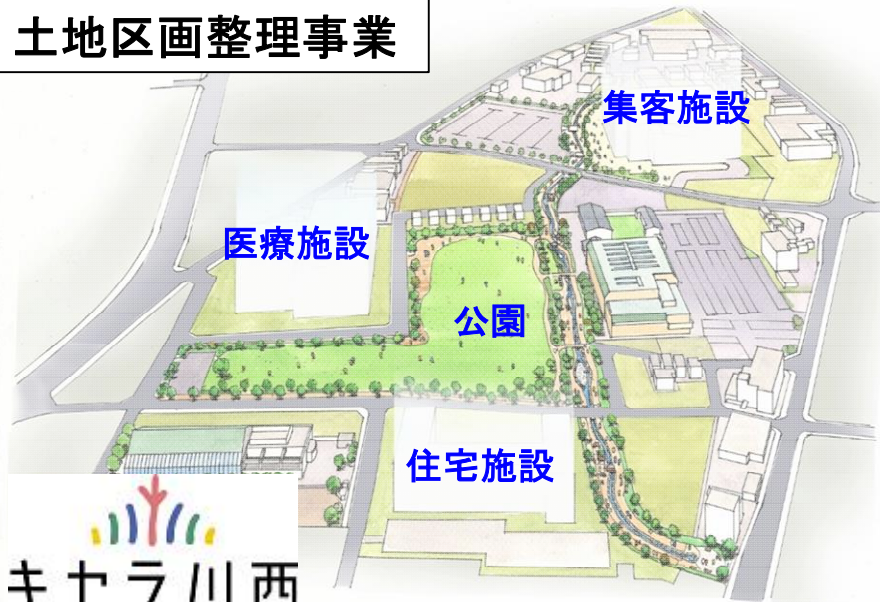 土地区画整理事業
集客施設
医療施設
公園
住宅施設
キセラ川西